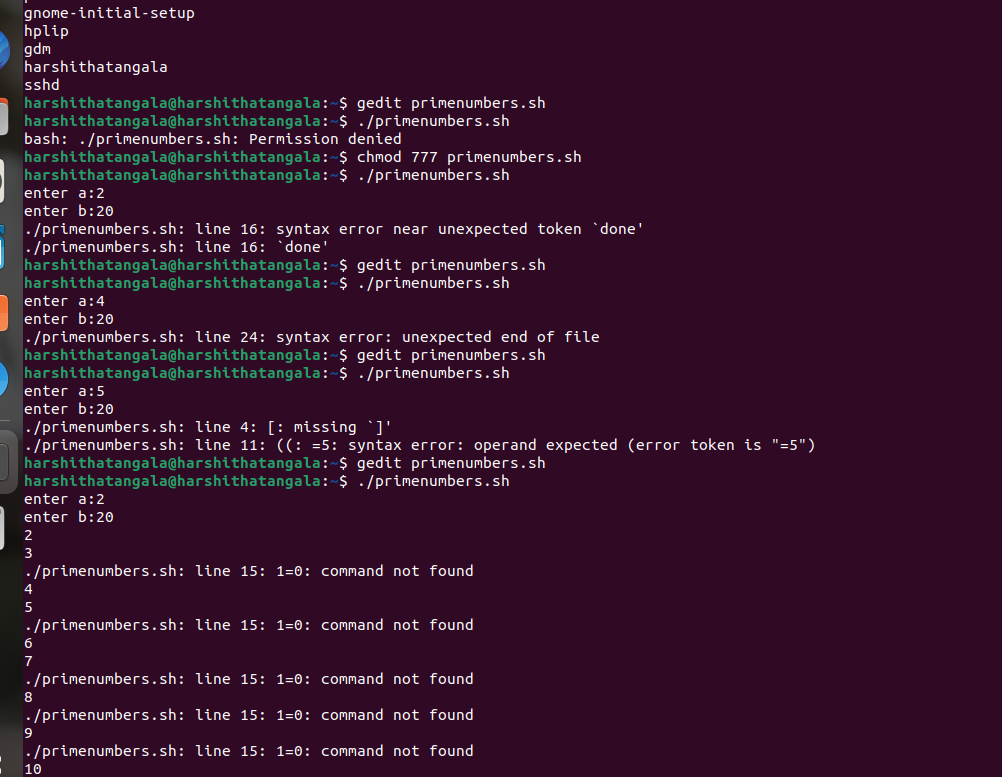 gnome-initial-setup
hplip
gdm
harshithatangala
sshd
harshithatangala@harshithatangala:~$ gedit primenumbers.sh
harshithatangala@harshithatangala:~$ ./primenumbers.sh
bash: ./primenumbers.sh: Permission denied
harshithatangala@harshithatangala:~$ chmod 777 primenumbers.sh
harshithatangala@harshithatangala:~$ ./primenumbers.sh
enter a:2
enter b:20
./primenumbers.sh: line 16: syntax error near unexpected token `done'
./primenumbers.sh: line 16: `done'
harshithatangala@harshithatangala:~$ gedit primenumbers.sh
harshithatangala@harshithatangala:~$ ./primenumbers.sh
enter a:4
enter b:20
./primenumbers.sh: line 24: syntax error: unexpected end of file
harshithatangala@harshithatangala:~$ gedit primenumbers.sh
harshithatangala@harshithatangala:~$ ./primenumbers.sh
enter a:5
enter b:20
./primenumbers.sh: line 4: [: missing `]'
./primenumbers.sh: line 11: ((: =5: syntax error: operand expected (error token is "=5")
harshithatangala@harshithatangala:~$ gedit primenumbers.sh
harshithatangala@harshithatangala:~$ ./primenumbers.sh
enter a:2
enter b:20
2
3
./primenumbers.sh: line 15: 1=0: command not found
4
5
./primenumbers.sh: line 15: 1=0: command not found
6
7
./primenumbers.sh: line 15: 1=0: command not found
8
./primenumbers.sh: line 15: 1=0: command not found
9
./primenumbers.sh: line 15: 1=0: command not found
10